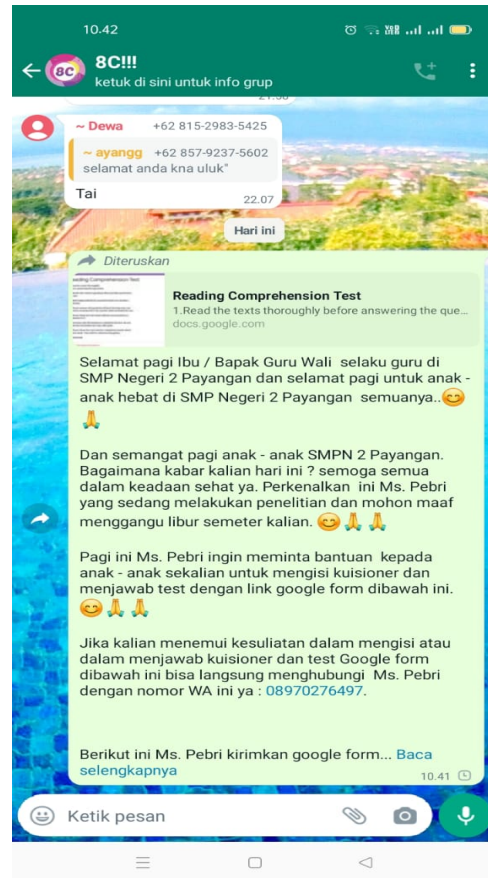 10.42
8C!!!
8C
ketuk di sini untuk info grup
~ Dewa +62 815-2983-5425
~ ayangg +62 857-9237-5602
selamat anda kna uluk"
Tai
22.07
Hari ini
Diteruskan
Reading Comprehension Test
1.Read the texts thoroughly before answering the que...
docs.google.com
Selamat pagi Ibu / Bapak Guru Wali selaku guru di
SMP Negeri 2 Payangan dan selamat pagi untuk anak -
anak hebat di SMP Negeri 2 Payangan semuanya..😊
🙏
Dan semangat pagi anak - anak SMPN 2 Payangan.
Bagaimana kabar kalian hari ini ? semoga semua
dalam keadaan sehat ya. Perkenalkan ini Ms. Pebri
yang sedang melakukan penelitian dan mohon maaf
menggangu libur semeter kalian. 😊🙏🙏
Pagi ini Ms. Pebri ingin meminta bantuan kepada
anak - anak sekalian untuk mengisi kuisioner dan
menjawab test dengan link google form dibawah ini.
😊🙏🙏
Jika kalian menemui kesuliatan dalam mengisi atau
dalam menjawab kuisioner dan test Google form
dibawah ini bisa langsung menghubungi Ms. Pebri
dengan nomor WA ini ya : 08970276497.
Berikut ini Ms. Pebri kirimkan google form... Baca
selengkapnya
10.41
Ketik pesan